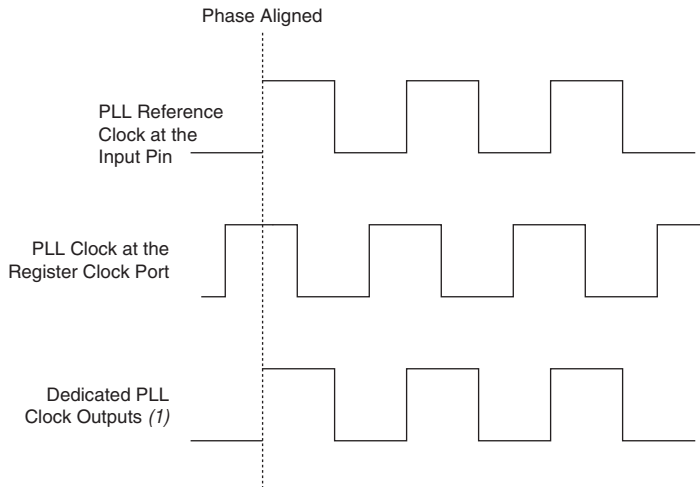 Phase Aligned
PLL Reference
Clock at the
Input Pin
PLL Clock at the
Register Clock Port
Dedicated PLL
Clock Outputs (1)